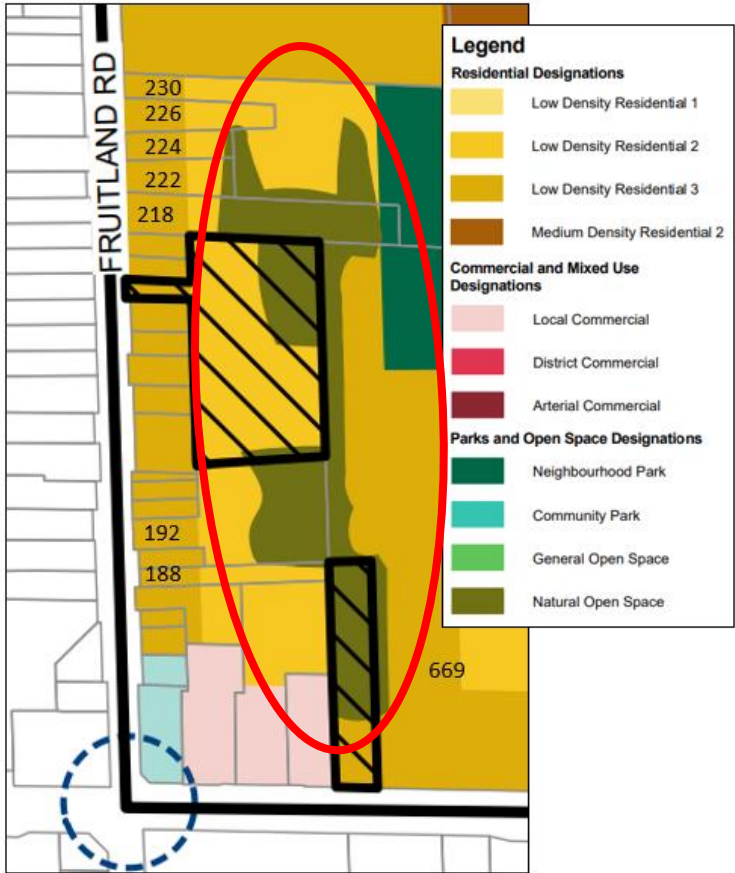 FRUITLAND RD
230
226
224
222
218
192
188
669
Legend
Residential Designations
Low Density Residential 1
Low Density Residential 2
Low Density Residential 3
Medium Density Residential 2
Commercial and Mixed Use
Designations
Local Commercial
District Commercial
Arterial Commercial
Parks and Open Space Designations
Neighbourhood Park
Community Park
General Open Space
Natural Open Space